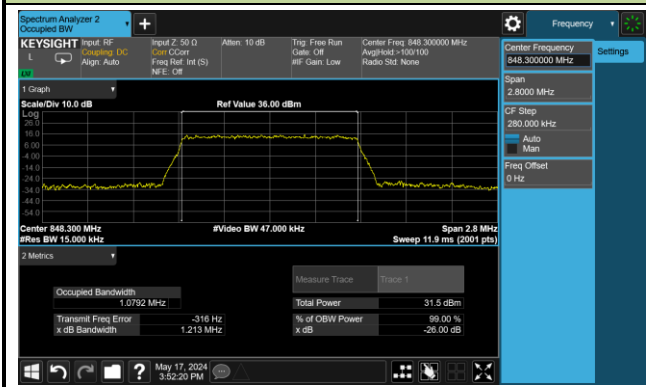 Spectrum Analyzer 2
Occupied BW
+
Frequency
KEYSIGHT Input: RF Input Z: 50 Ω Atten: 10 dB Trig: Free Run Center Freq: 848.300000 MHz
L Coupling: DC Corr CCorr Gate: Off Avg|Hold:>100/100
Align: Auto Freq Ref: Int (S) #IF Gain: Low Radio Std: None
NFE: Off
Center Frequency
848.300000 MHz
Settings
Span
2.8000 MHz
CF Step
280.000 kHz
Auto
Man
Freq Offset
0 Hz
1 Graph
Scale/Div 10.0 dB Ref Value 36.00 dBm
Log
26.0
16.0
6.00
-4.00
-14.0
-24.0
-34.0
-44.0
-54.0
Center 848.300 MHz #Video BW 47.000 kHz Span 2.8 MHz
#Res BW 15.000 kHz Sweep 11.9 ms (2001 pts)
2 Metrics
Measure Trace Trace 1
Occupied Bandwidth
1.0792 MHz Total Power 31.5 dBm
Transmit Freq Error -316 Hz % of OBW Power 99.00 %
x dB Bandwidth 1.213 MHz x dB -26.00 dB
?
May 17, 2024
3:52:20 PM